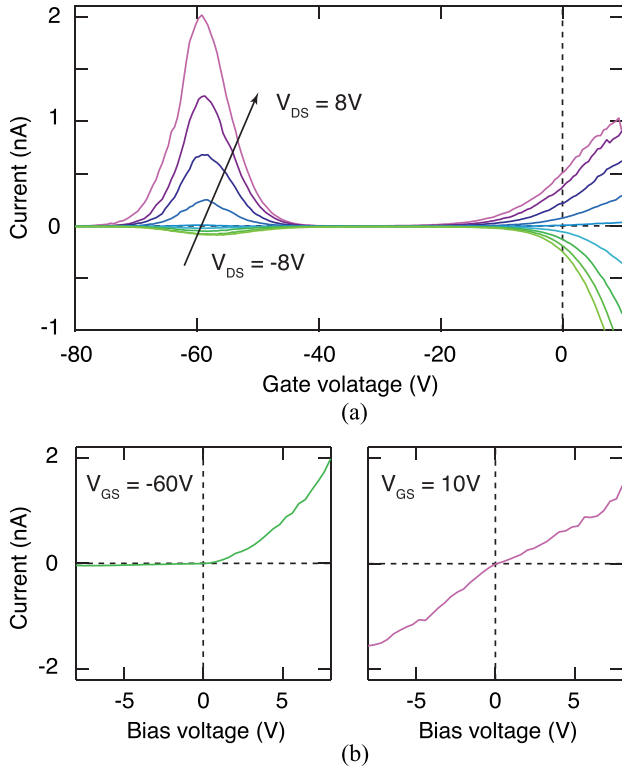 2
1
0
-1
Current (nA)
V_DS = 8V
V_DS = -8V
-80
-60
-40
-20
0
Gate volatage (V)
(a)
2
0
-2
Current (nA)
V_GS = -60V
-5
0
5
Bias voltage (V)
V_GS = 10V
-5
0
5
Bias voltage (V)
(b)